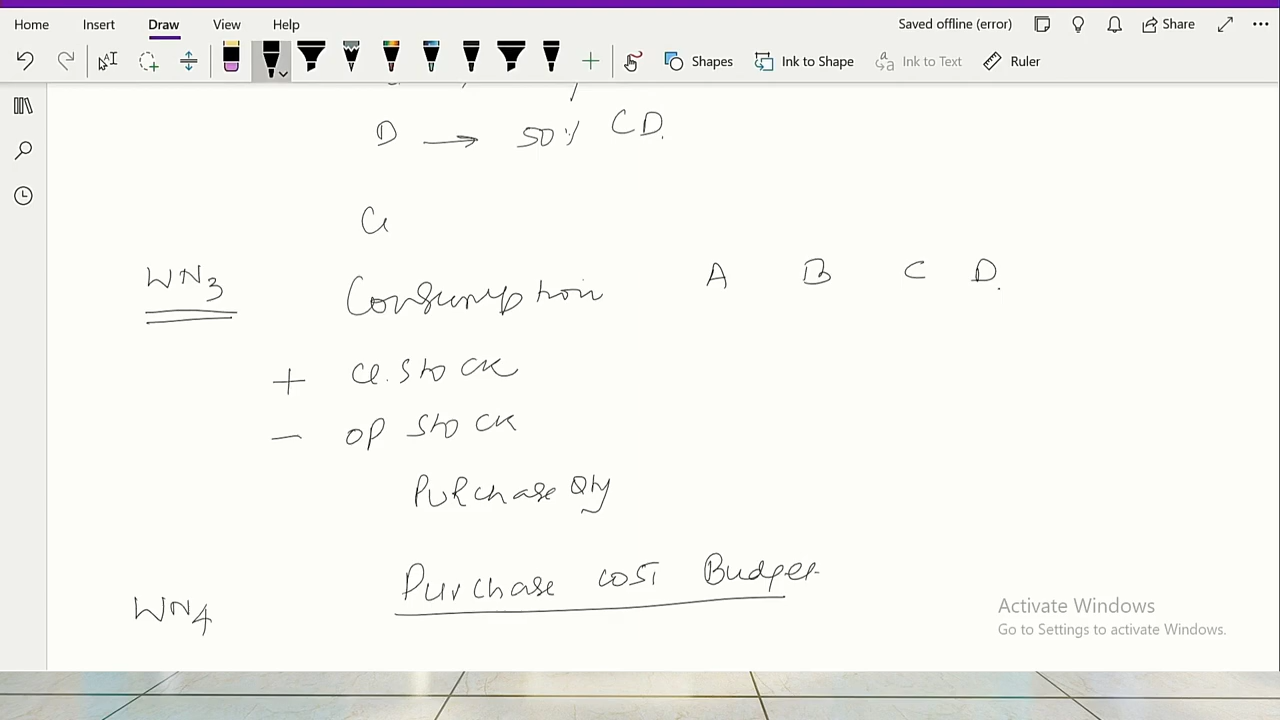 Home Insert Draw View Help Saved offline (error) Share
Shapes Ink to Shape Ink to Text Ruler
D → 50% CD.
Cl
WN3 Consumption A B C D.
+ Cl. Stock
- OP Stock
Purchase Qty
WN4 Purchase cost Budget
Activate Windows
Go to Settings to activate Windows.